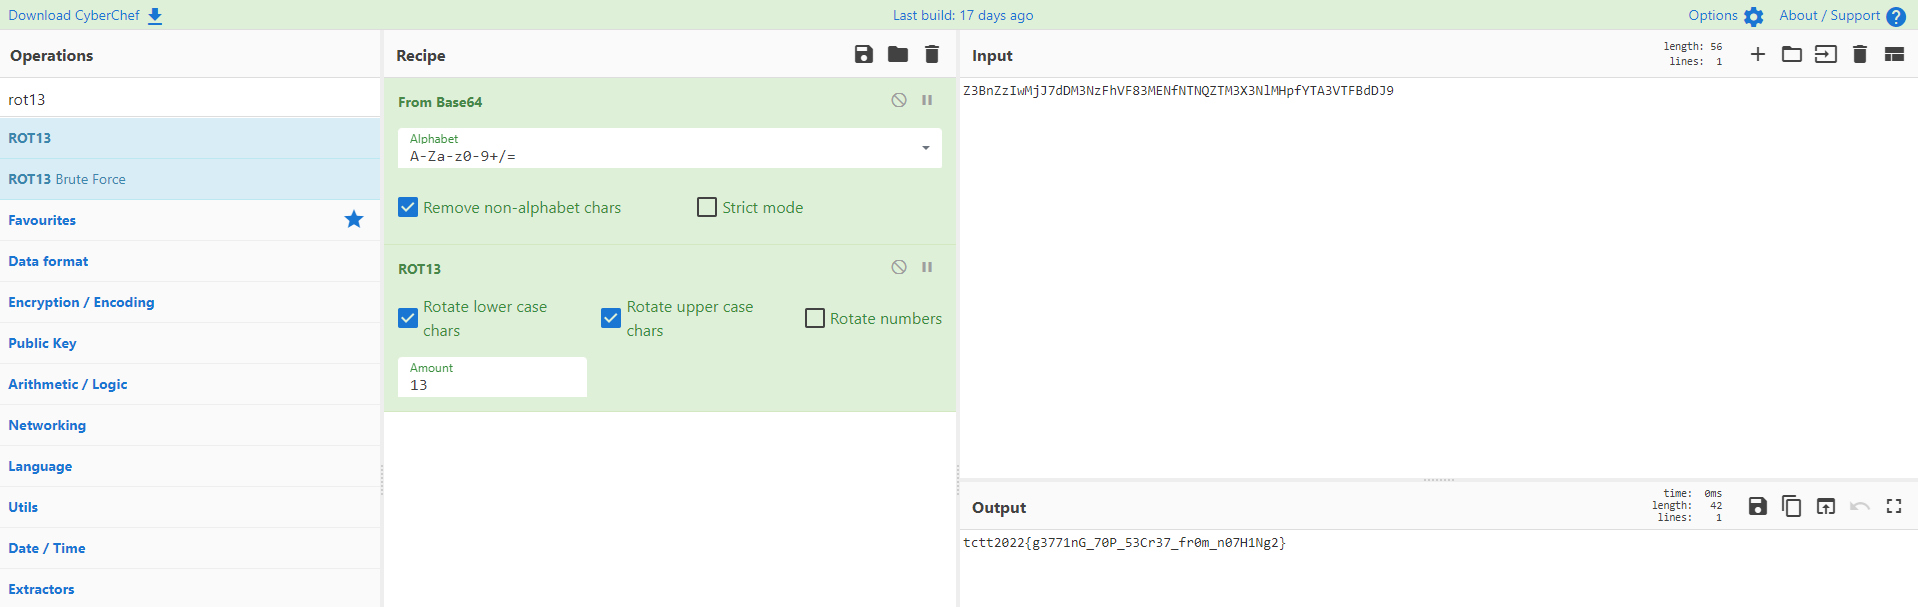 Download CyberChef
Last build: 17 days ago
Options
About / Support
Operations
rot13
ROT13
ROT13 Brute Force
Favourites
Data format
Encryption / Encoding
Public Key
Arithmetic / Logic
Networking
Language
Utils
Date / Time
Extractors
Recipe
From Base64
Alphabet
A-Za-z0-9+/=
Remove non-alphabet chars
Strict mode
ROT13
Rotate lower case
chars
Rotate upper case
chars
Rotate numbers
Amount
13
Input
length: 56
lines: 1
Z3BnZzIwMjJ7dDM3NzFhVF83MENfNTNQZTM3X3NlMHpfYTA3VTFBdDJ9
Output
time: 0ms
length: 42
lines: 1
tctt2022{g3771nG_70P_53Cr37_fr0m_n07H1Ng2}